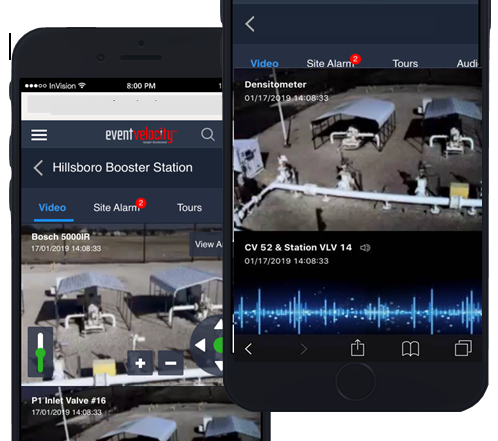 ●●●○○ InVision
8:00 PM
eventvelocity
Hillsboro Booster Station
Video
Site Alarm
2
Tours
Bosch 5000IR
17/01/2019 14:08:33
View A
P1 Inlet Valve #16
17/01/2019 14:08:33
Video
Site Alarm
2
Tours
Audi
Densitometer
01/17/2019 14:08:33
CV 52 & Station VLV 14
01/17/2019 14:08:33